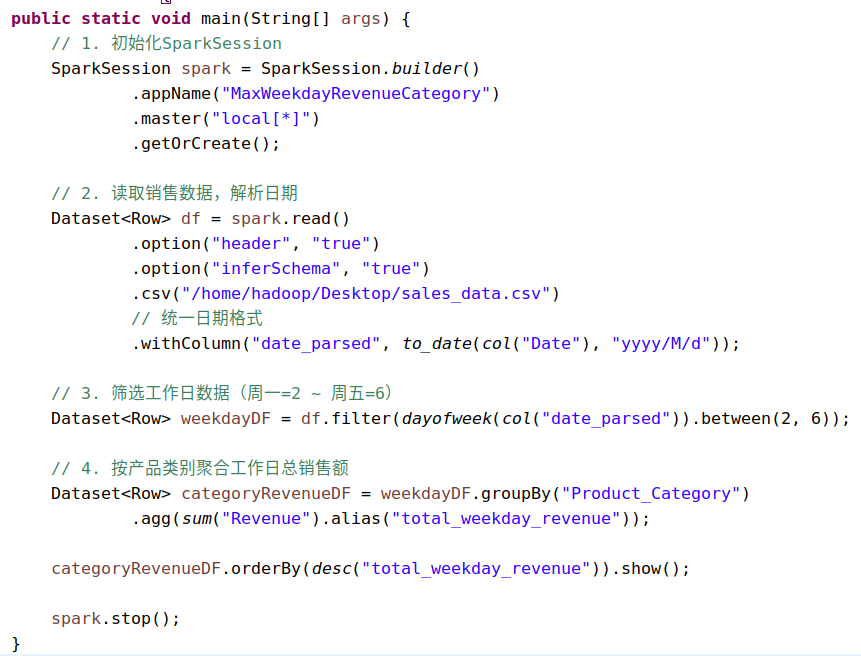 public static void main(String[] args) {
    // 1. 初始化SparkSession
    SparkSession spark = SparkSession.builder()
            .appName("MaxWeekdayRevenueCategory")
            .master("local[*]")
            .getOrCreate();

    // 2. 读取销售数据，解析日期
    Dataset<Row> df = spark.read()
            .option("header", "true")
            .option("inferSchema", "true")
            .csv("/home/hadoop/Desktop/sales_data.csv")
            // 统一日期格式
            .withColumn("date_parsed", to_date(col("Date"), "yyyy/M/d"));

    // 3. 筛选工作日数据（周一=2 ~ 周五=6）
    Dataset<Row> weekdayDF = df.filter(dayofweek(col("date_parsed")).between(2, 6));

    // 4. 按产品类别聚合工作日总销售额
    Dataset<Row> categoryRevenueDF = weekdayDF.groupBy("Product_Category")
            .agg(sum("Revenue").alias("total_weekday_revenue"));

    categoryRevenueDF.orderBy(desc("total_weekday_revenue")).show();

    spark.stop();
}